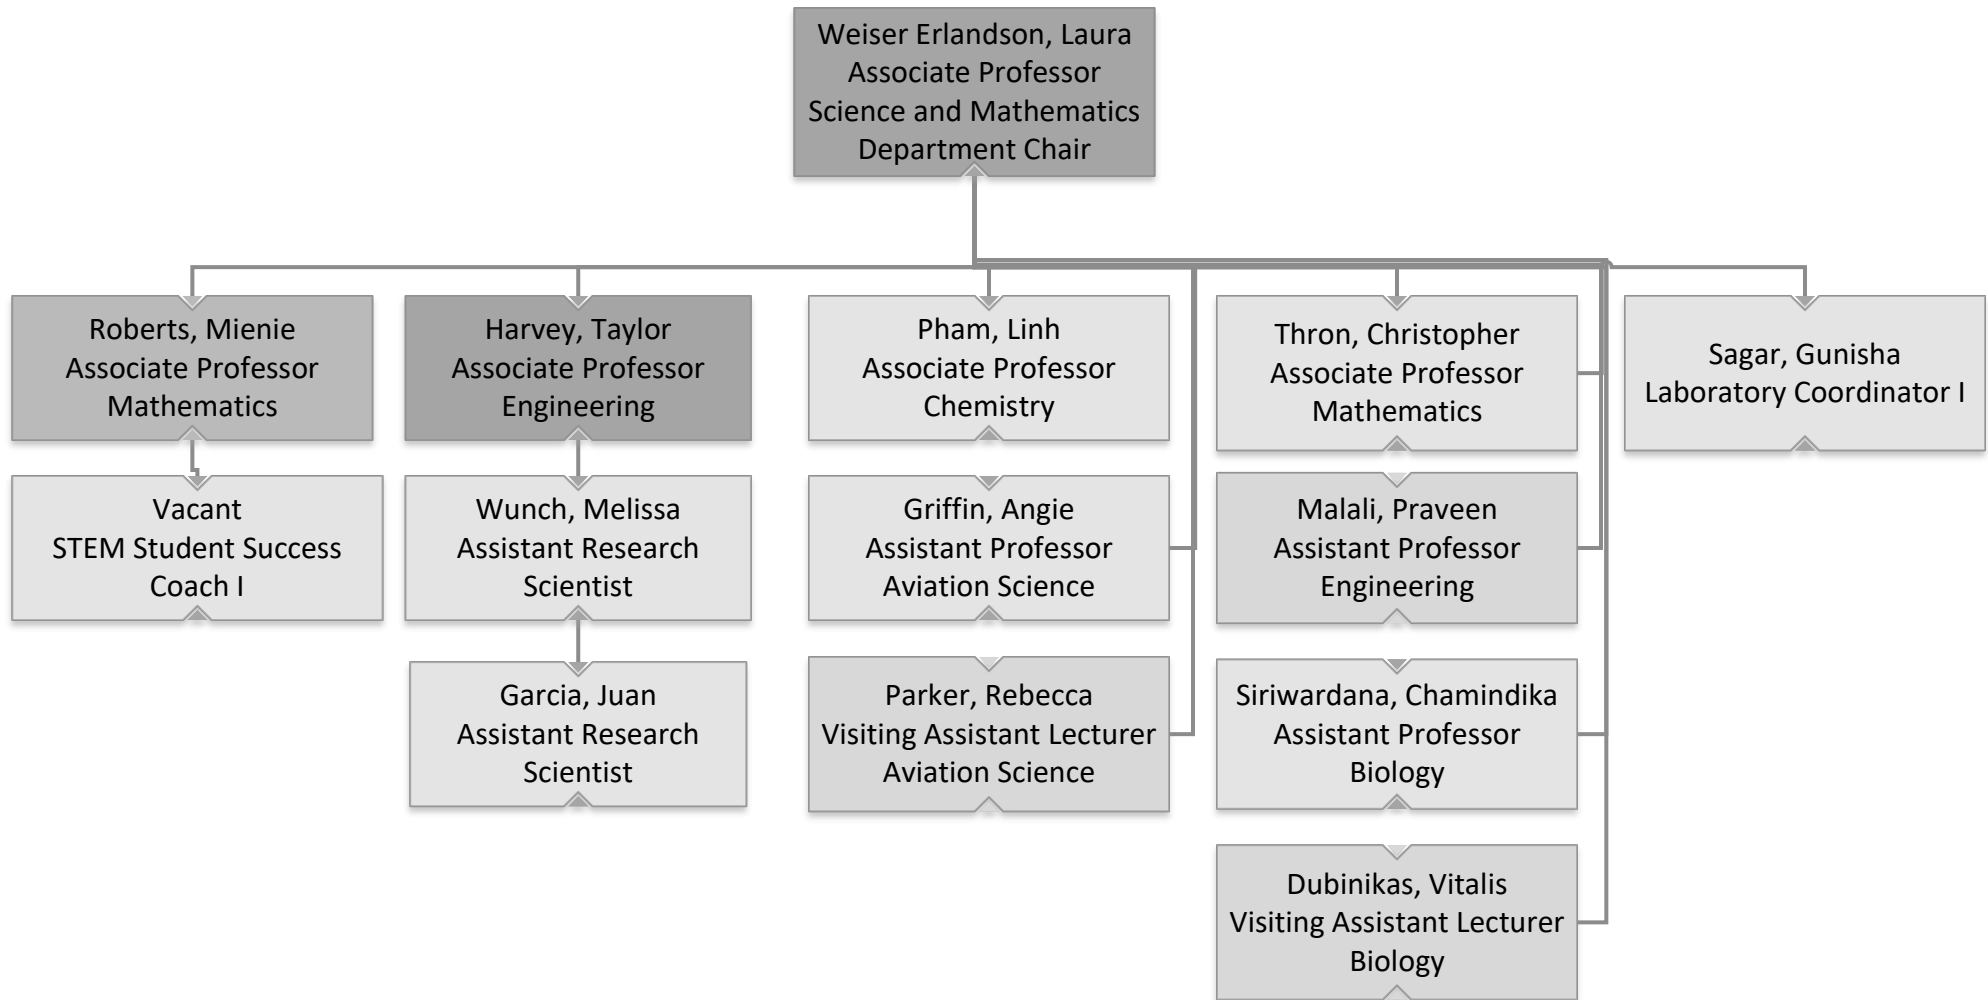 Weiser Erlandson, Laura
Associate Professor
Science and Mathematics
Department Chair
Roberts, Mienie
Associate Professor
Mathematics
Harvey, Taylor
Associate Professor
Engineering
Pham, Linh
Associate Professor
Chemistry
Thron, Christopher
Associate Professor
Mathematics
Sagar, Gunisha
Laboratory Coordinator I
Vacant
STEM Student Success
Coach I
Wunch, Melissa
Assistant Research
Scientist
Griffin, Angie
Assistant Professor
Aviation Science
Malali, Praveen
Assistant Professor
Engineering
Garcia, Juan
Assistant Research
Scientist
Parker, Rebecca
Visiting Assistant Lecturer
Aviation Science
Siriwardana, Chamindika
Assistant Professor
Biology
Dubinikas, Vitalis
Visiting Assistant Lecturer
Biology